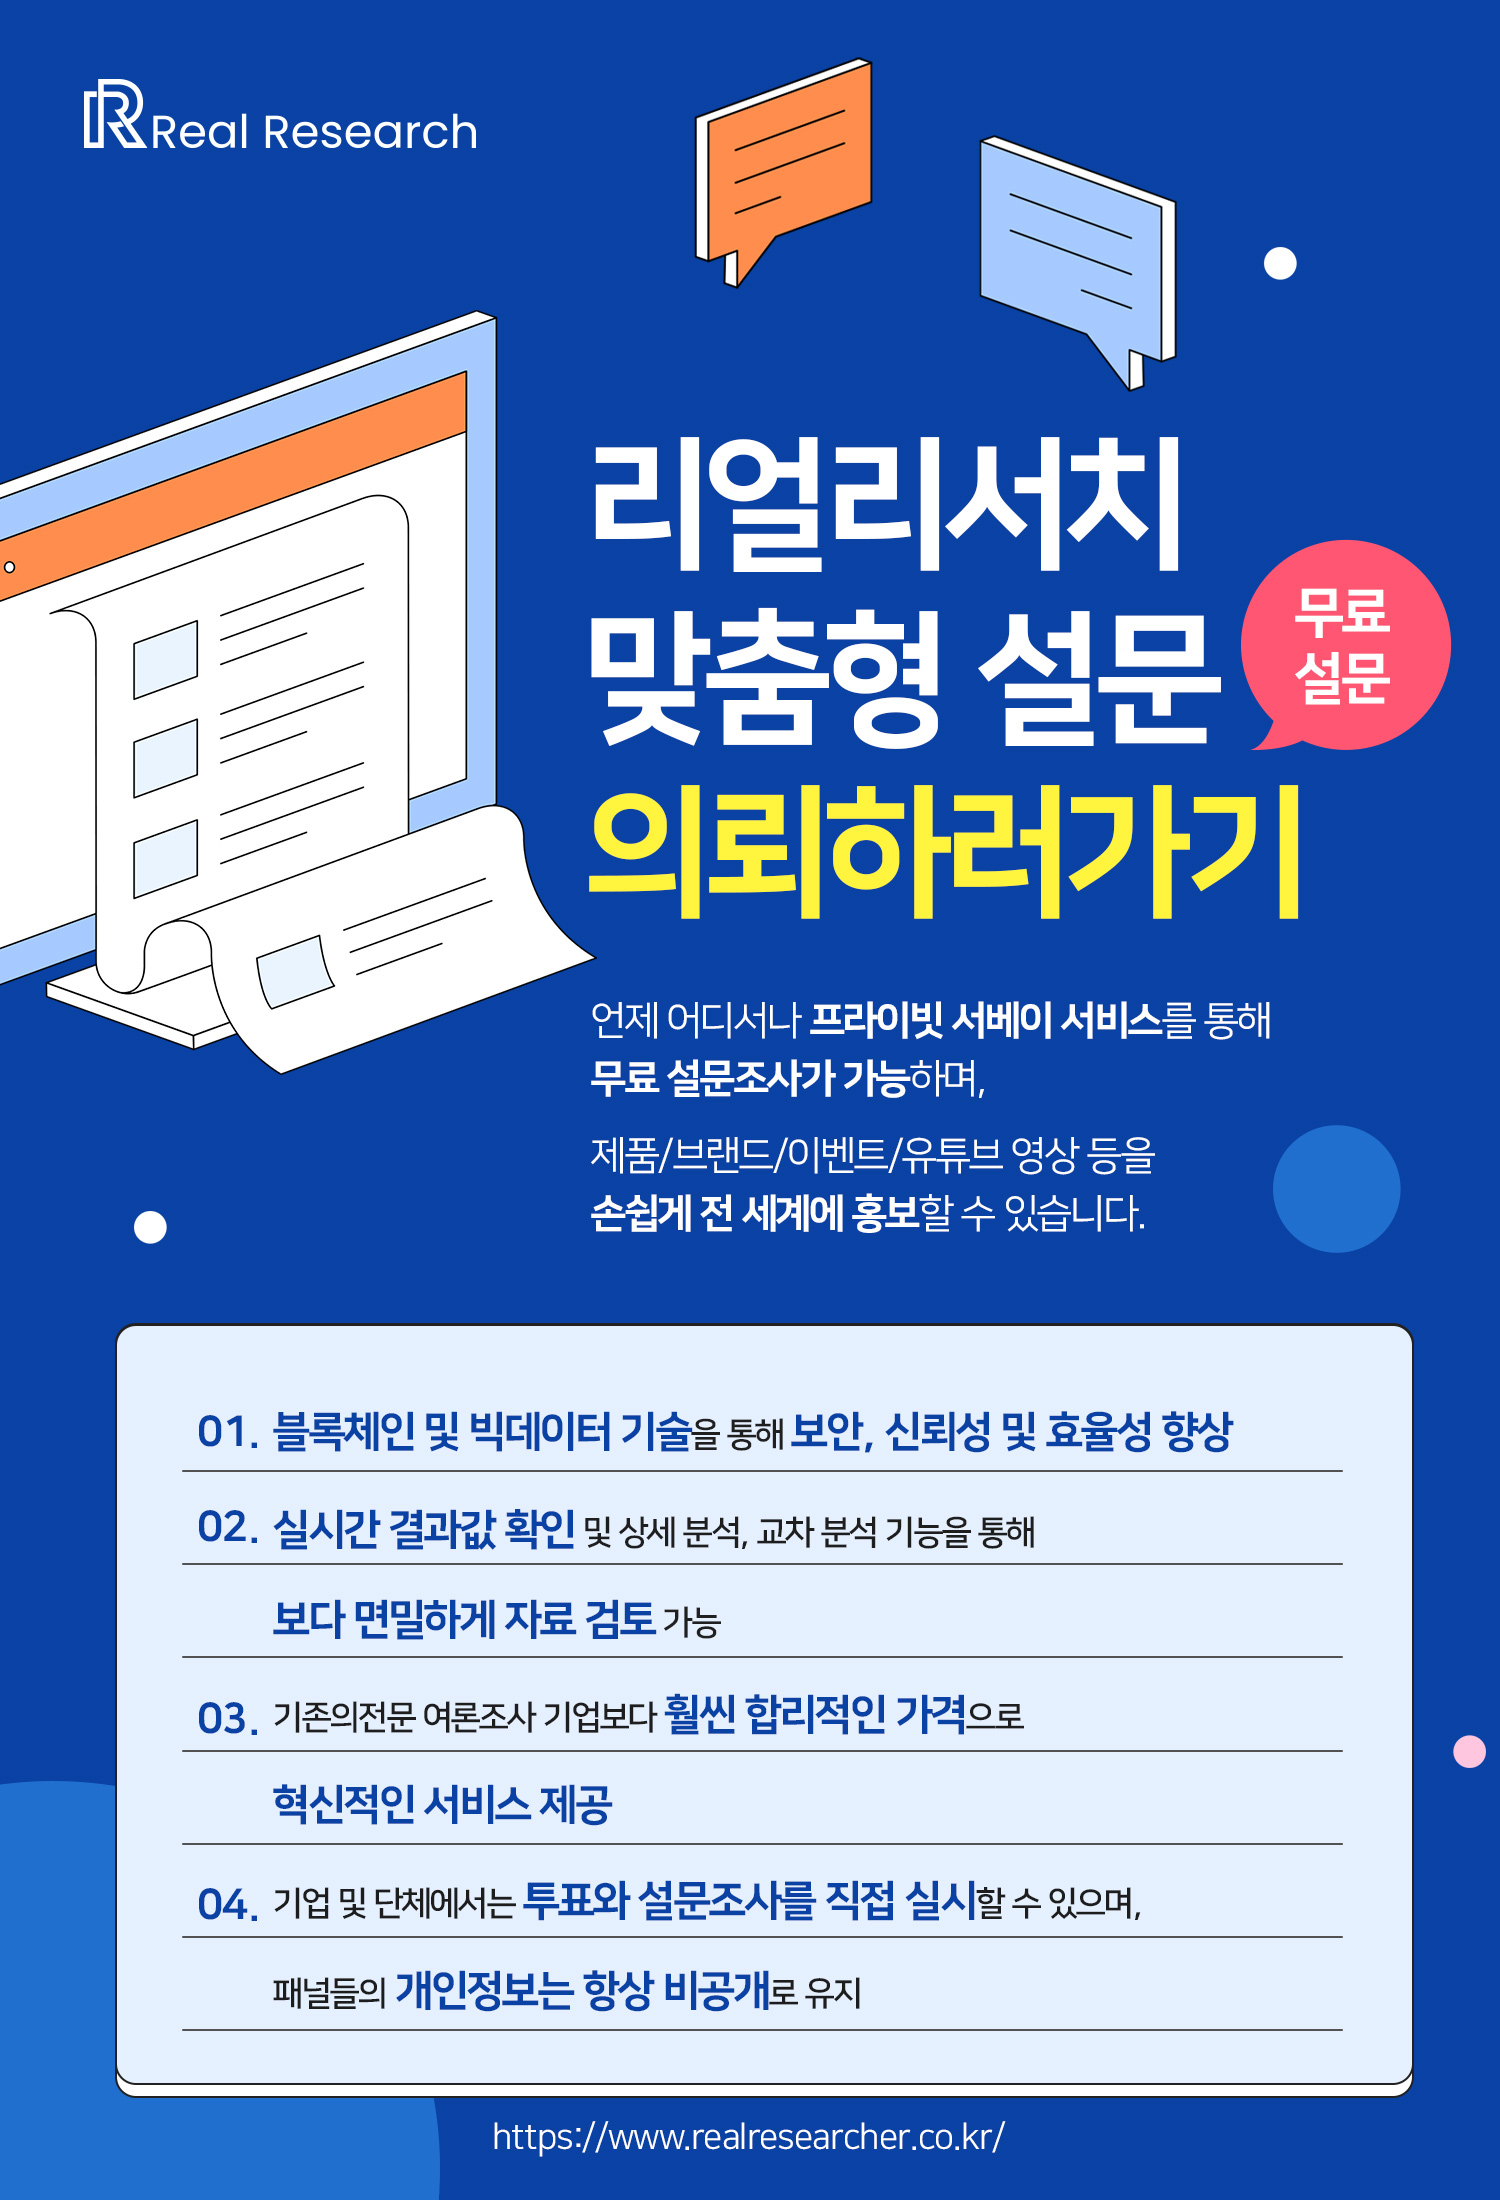 Real Research
리얼리서치
맞춤형 설문
무료
설문
의뢰하러가기
언제 어디서나 프라이빗 서베이 서비스를 통해
무료 설문조사가 가능하며,
제품/브랜드/이벤트/유튜브 영상 등을
손쉽게 전 세계에 홍보할 수 있습니다.
01. 블록체인 및 빅데이터 기술을 통해 보안, 신뢰성 및 효율성 향상
02. 실시간 결과값 확인 및 상세 분석, 교차 분석 기능을 통해
보다 면밀하게 자료 검토 가능
03. 기존의전문 여론조사 기업보다 훨씬 합리적인 가격으로
혁신적인 서비스 제공
04. 기업 및 단체에서는 투표와 설문조사를 직접 실시할 수 있으며,
패널들의 개인정보는 항상 비공개로 유지
https://www.realresearcher.co.kr/